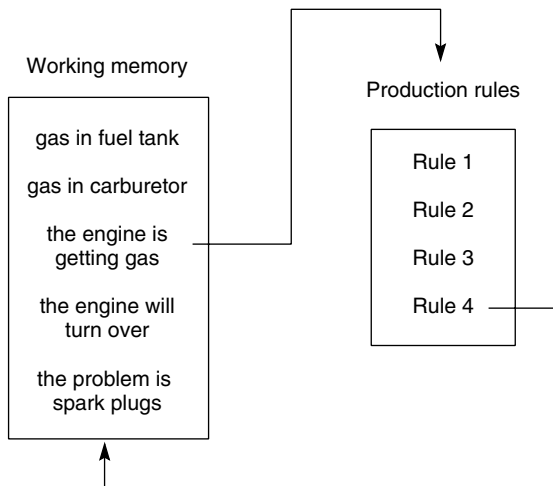 Working memory
gas in fuel tank
gas in carburetor
the engine is
getting gas
the engine will
turn over
the problem is
spark plugs
Production rules
Rule 1
Rule 2
Rule 3
Rule 4